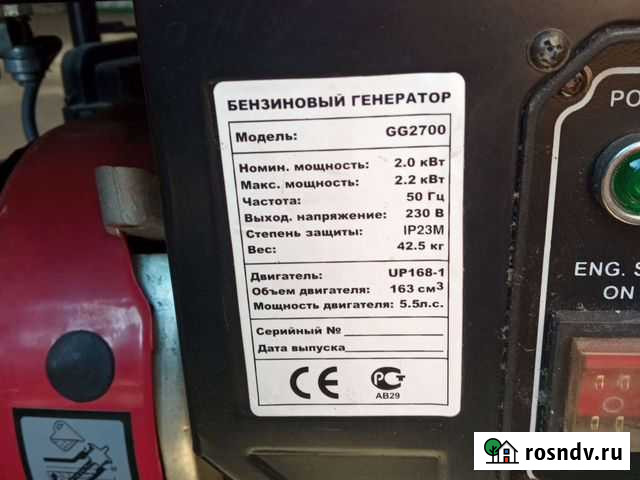 БЕНЗИНОВЫЙ ГЕНЕРАТОР
Модель: GG2700
Номин. мощность: 2.0 кВт
Макс. мощность: 2.2 кВт
Частота: 50 Гц
Выход. напряжение: 230 В
Степень защиты: IP23M
Вес: 42.5 кг
Двигатель: UP168-1
Объем двигателя: 163 см³
Мощность двигателя: 5.5л.с.
Серийный №
Дата выпуска
CE
РСТ
АВ29
PO
ENG. S
ON
rosndv.ru